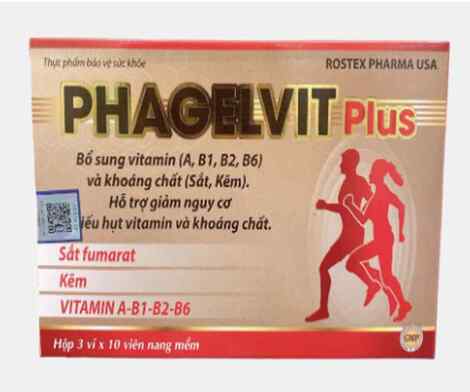 Thực phẩm bảo vệ sức khỏe
ROSTEX PHARMA USA
PHAGELVIT Plus
Bổ sung vitamin (A, B1, B2, B6)
và khoáng chất (Sắt, Kẽm).
Hỗ trợ giảm nguy cơ
hụt vitamin và khoáng chất.
Sắt fumarat
Kẽm
VITAMIN A-B1-B2-B6
Hộp 3 vỉ x 10 viên nang mềm
GMP